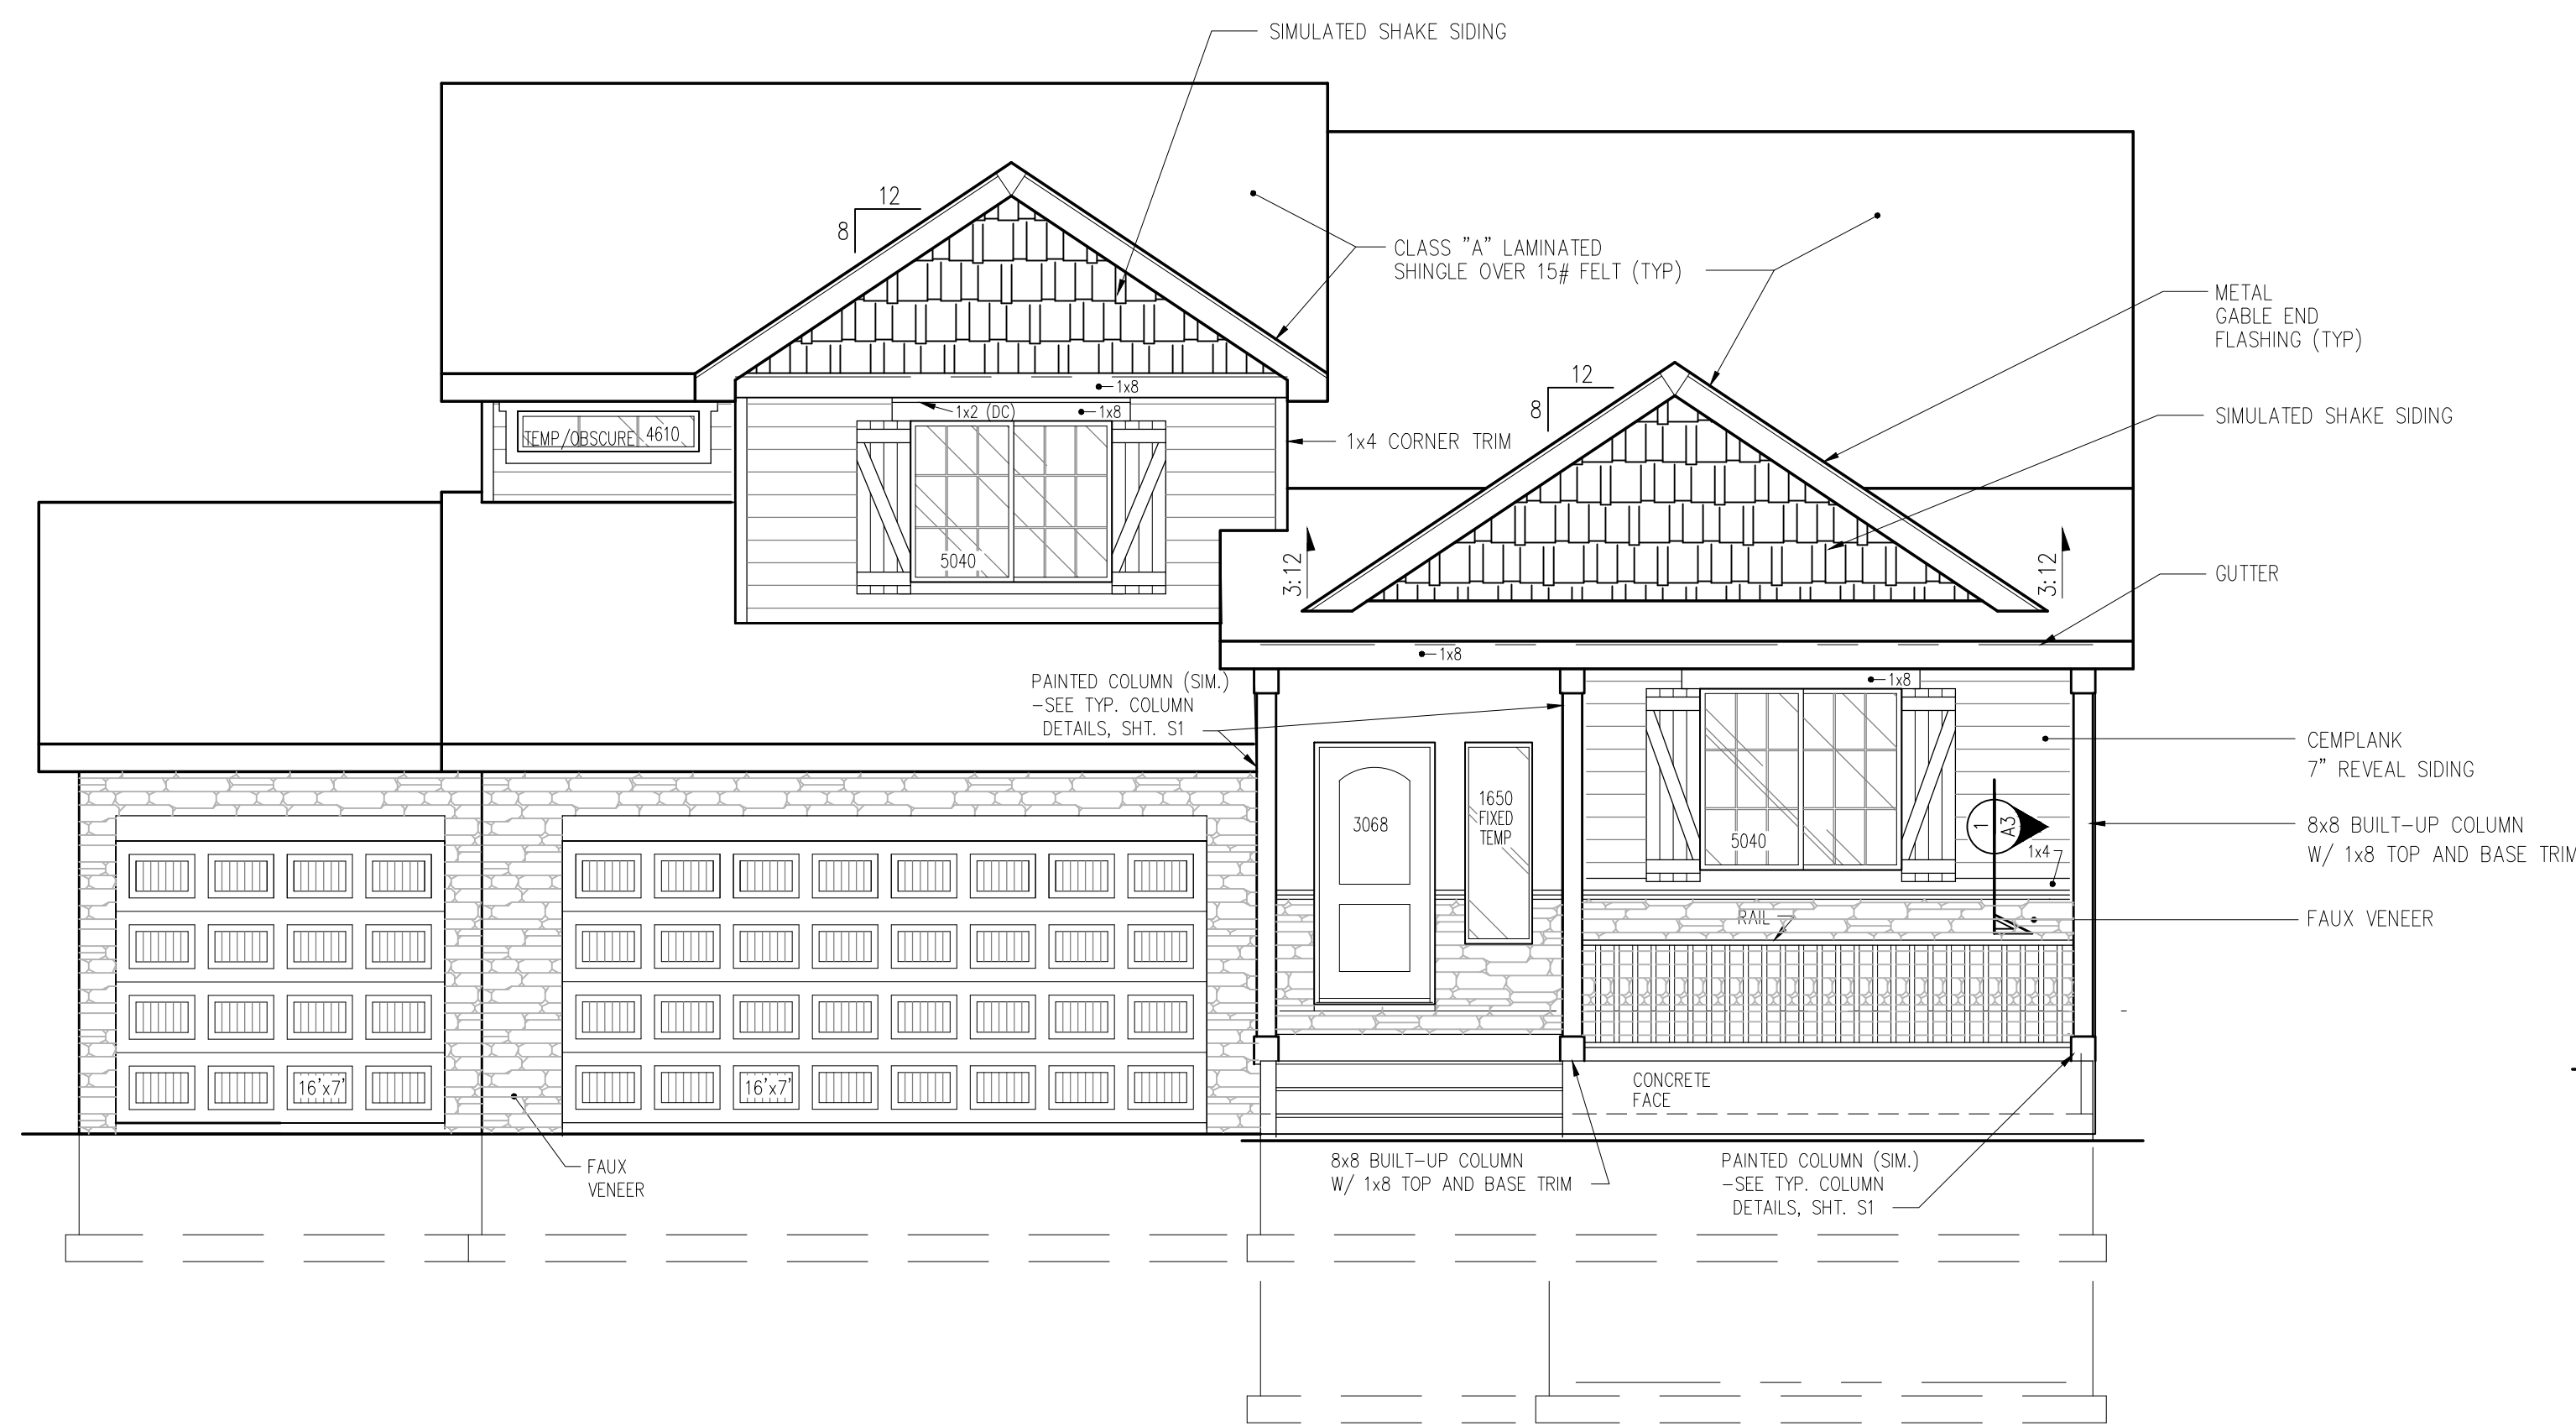 SIMULATED SHAKE SIDING
12
8
CLASS "A" LAMINATED
SHINGLE OVER 15# FELT (TYP)
METAL
GABLE END
FLASHING (TYP)
12
8
1x8
1x2 (DC)
1x8
SIMULATED SHAKE SIDING
TEMP/OBSCURE 4610
1x4 CORNER TRIM
5040
3:12
3:12
GUTTER
1x8
PAINTED COLUMN (SIM.)
-SEE TYP. COLUMN
DETAILS, SHT. S1
1x8
CEMPLANK
7" REVEAL SIDING
1650
FIXED
TEMP
3068
5040
1
A3
8x8 BUILT-UP COLUMN
W/ 1x8 TOP AND BASE TRIM
1x4
RAIL
FAUX VENEER
16'x7'
16'x7'
CONCRETE
FACE
FAUX
VENEER
8x8 BUILT-UP COLUMN
W/ 1x8 TOP AND BASE TRIM
PAINTED COLUMN (SIM.)
-SEE TYP. COLUMN
DETAILS, SHT. S1